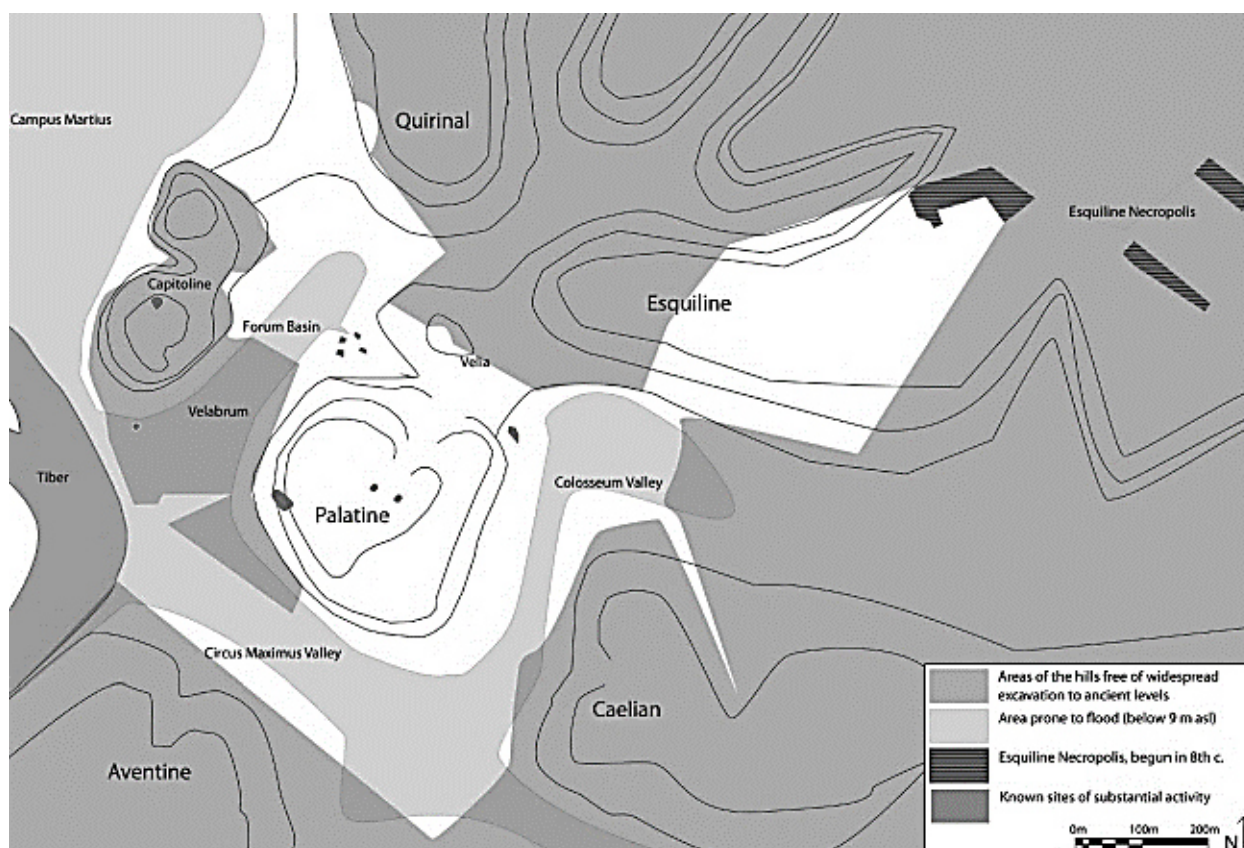 Campus Martius
Quirinal
Esquiline Necropolis
Capitoline
Esquiline
Forum Basin
Velia
Velabrum
Tiber
Colosseum Valley
Palatine
Circus Maximus Valley
Caelian
Aventine
Areas of the hills free of widespread
excavation to ancient levels
Area prone to flood (below 9 m asl)
Esquiline Necropolis, begun in 8th c.
Known sites of substantial activity
0m 100m 200m
N